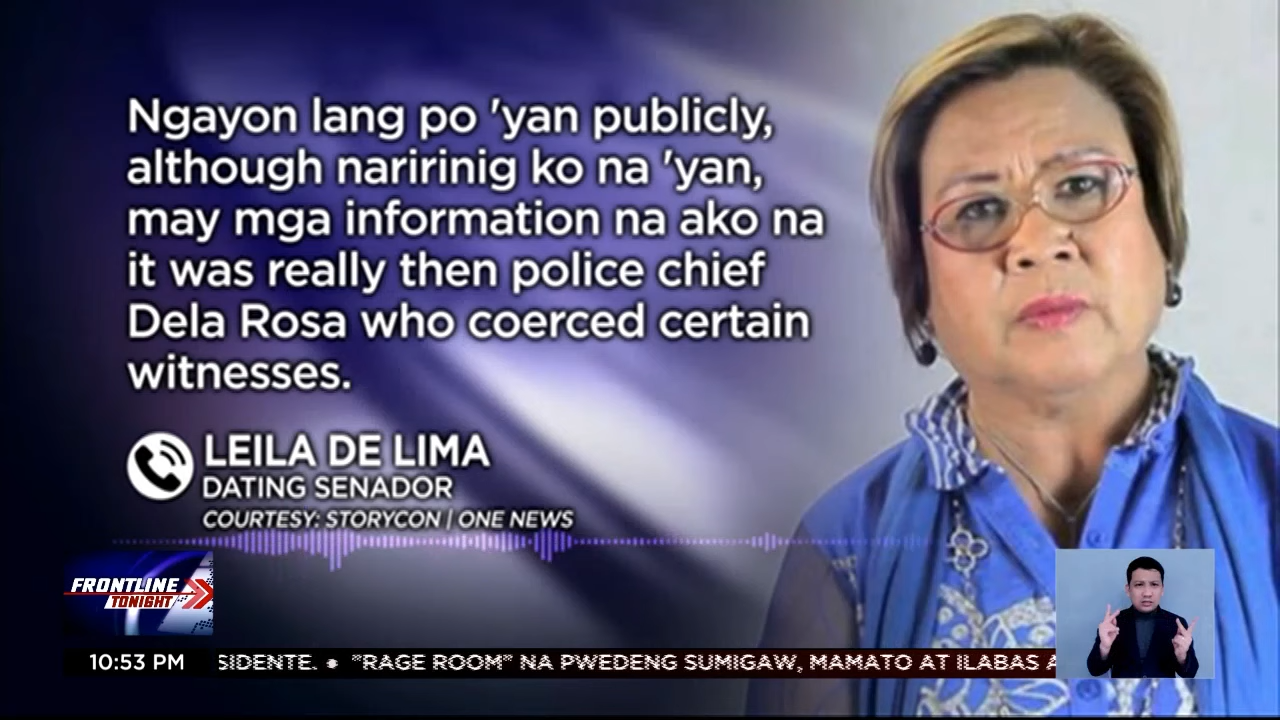 Ngayon lang po 'yan publicly,
although naririnig ko na 'yan,
may mga information na ako na
it was really then police chief
Dela Rosa who coerced certain
witnesses.
LEILA DE LIMA
DATING SENADOR
COURTESY: STORYCON | ONE NEWS
FRONTLINE
TONIGHT
10:53 PM
SIDENTE. ● "RAGE ROOM" NA PWEDENG SUMIGAW, MAMATO AT ILABAS A